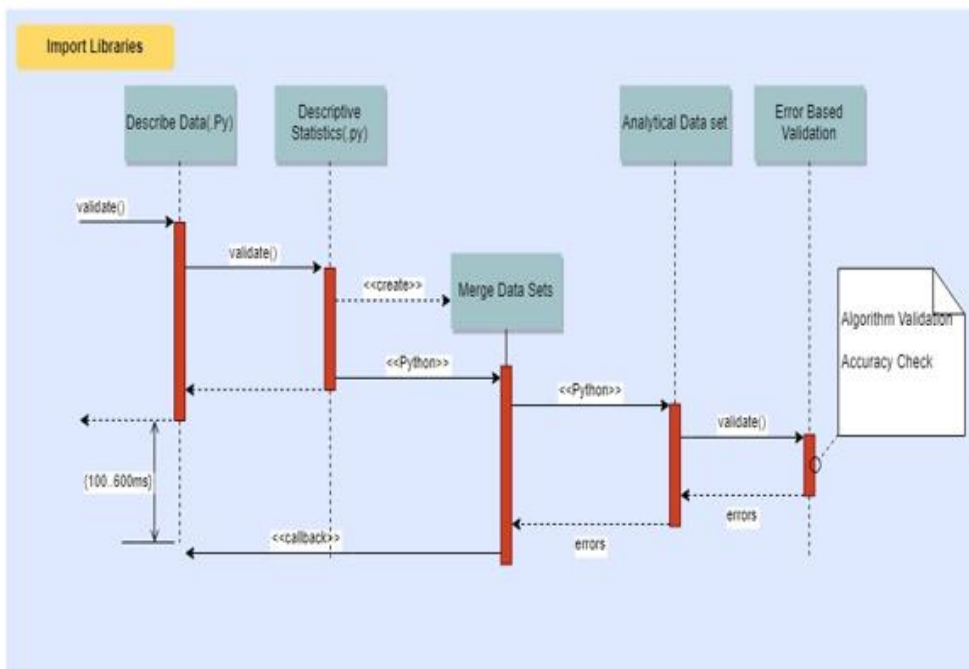 Import Libraries
Describe Data(.Py)
Descriptive
Statistics(.py)
Analytical Data set
Error Based
Validation
validate()
validate()
<<create>>
Merge Data Sets
Algorithm Validation
Accuracy Check
<<Python>>
<<Python>>
validate()
{100..600ms}
errors
errors
<<callback>>